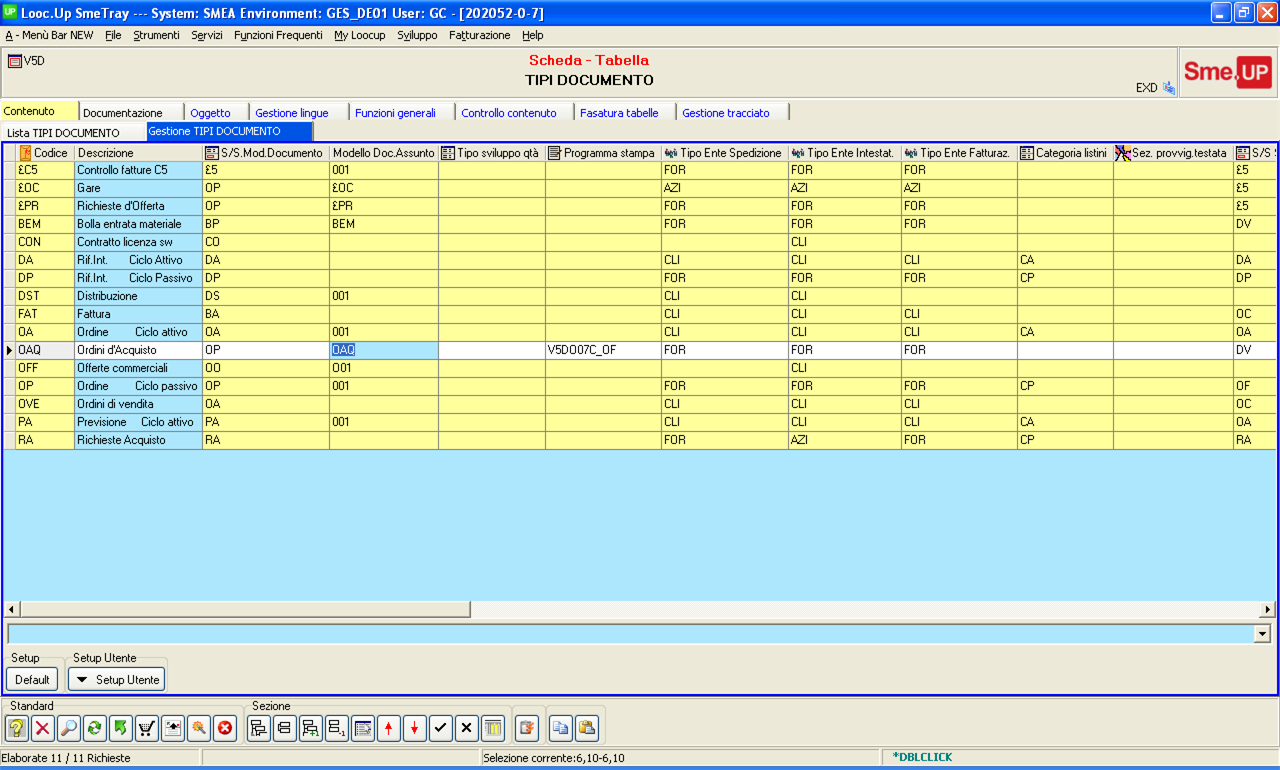 UP Looc.Up SmeTray --- System: SMEA Environment: GES_DE01 User: GC - [202052-0-7]
A - Menù Bar NEW File Strumenti Servizi Funzioni Frequenti My Loocup Sviluppo Fatturazione Help
V5D
Scheda - Tabella
TIPI DOCUMENTO
EXD
Sme.UP
Contenuto Documentazione Oggetto Gestione lingue Funzioni generali Controllo contenuto Fasatura tabelle Gestione tracciato
Lista TIPI DOCUMENTO Gestione TIPI DOCUMENTO
Codice Descrizione S/S.Mod.Documento Modello Doc.Assunto Tipo sviluppo qtà Programma stampa Tipo Ente Spedizione Tipo Ente Intestat. Tipo Ente Fatturaz. Categoria listini Sez. provvig.testata S/S
£C5 Controllo fatture C5 £5 001 FOR FOR FOR £5
£OC Gare OP £OC AZI AZI AZI £5
£PR Richieste d'Offerta OP £PR FOR FOR FOR £5
BEM Bolla entrata materiale BP BEM FOR FOR FOR DV
CON Contratto licenza sw CO CLI
DA Rif.Int. Ciclo Attivo DA CLI CLI CLI CA DA
DP Rif.Int. Ciclo Passivo DP FOR FOR FOR CP DP
DST Distribuzione DS 001 CLI CLI
FAT Fattura BA CLI CLI CLI OC
OA Ordine Ciclo attivo OA 001 CLI CLI CLI CA OA
OAQ Ordini d'Acquisto OP OAQ V5DO07C_OF FOR FOR FOR DV
OFF Offerte commerciali OO O01 CLI
OP Ordine Ciclo passivo OP 001 FOR FOR FOR CP OF
OVE Ordini di vendita OA CLI CLI CLI OC
PA Previsione Ciclo attivo PA 001 CLI CLI CLI CA OA
RA Richieste Acquisto RA FOR AZI FOR CP RA
Setup Setup Utente
Default Setup Utente
Standard Sezione
Elaborate 11 / 11 Richieste Selezione corrente:6,10-6,10 *DBLCLICK